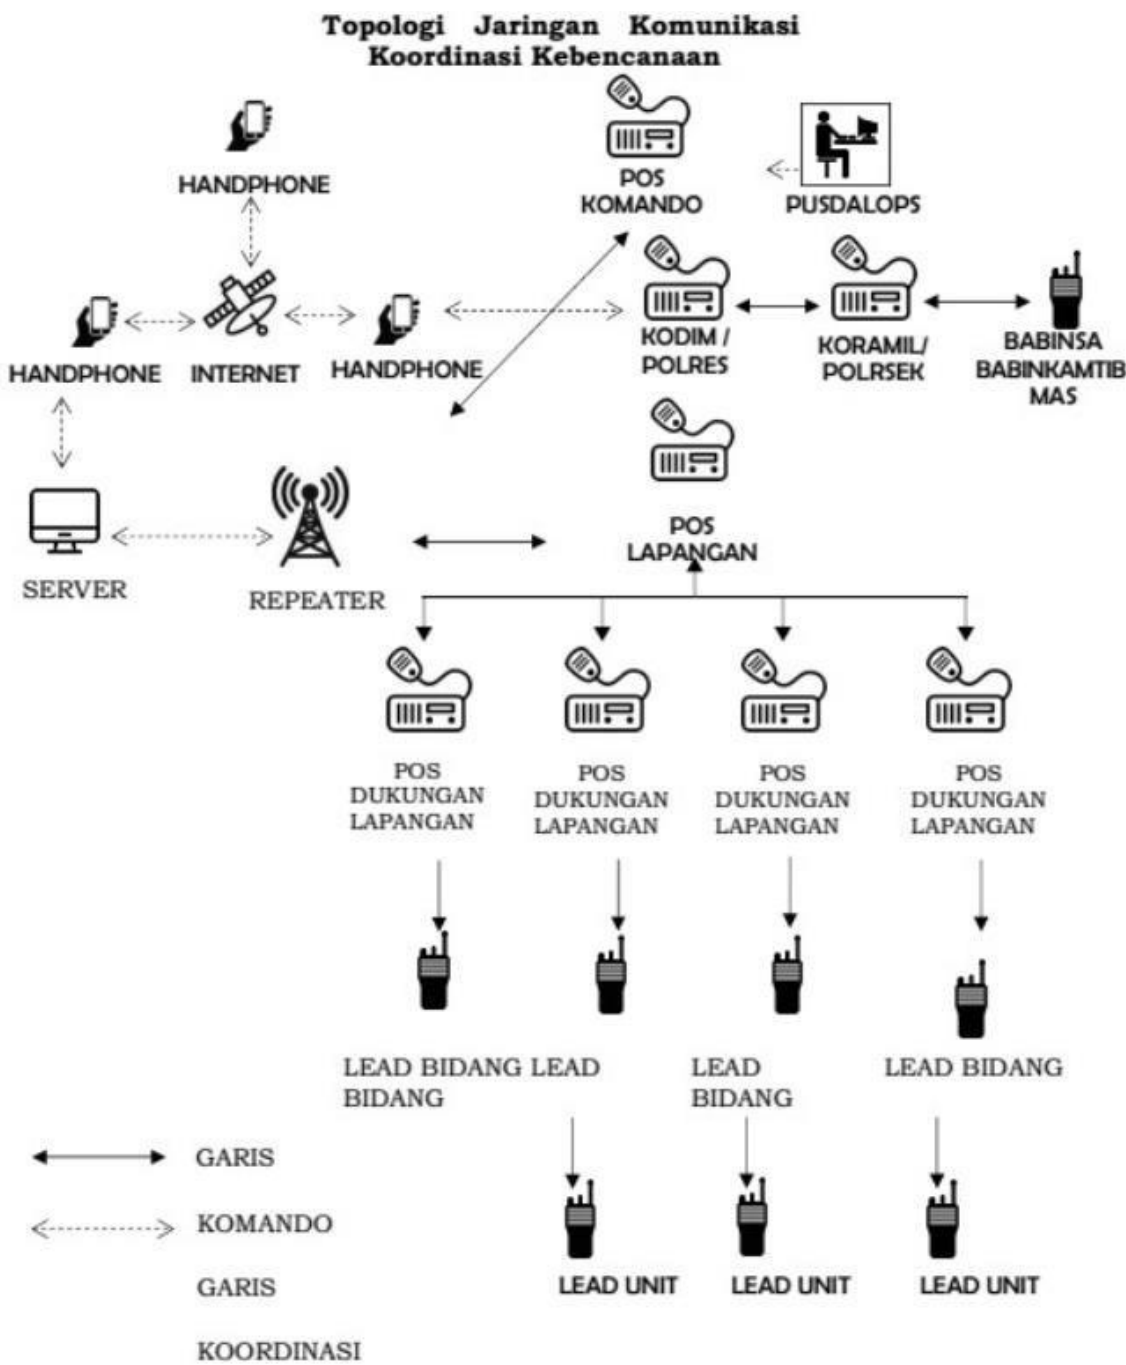 Topologi Jaringan Komunikasi
Koordinasi Kebencanaan
HANDPHONE
POS
KOMANDO
PUSDALOPS
HANDPHONE
INTERNET
HANDPHONE
KODIM /
POLRES
KORAMIL/
POLRSEK
BABINSA
BABINKAMTIB
MAS
SERVER
REPEATER
POS
LAPANGAN
POS
DUKUNGAN
LAPANGAN
POS
DUKUNGAN
LAPANGAN
POS
DUKUNGAN
LAPANGAN
POS
DUKUNGAN
LAPANGAN
LEAD BIDANG LEAD
BIDANG
LEAD
BIDANG
LEAD BIDANG
GARIS
KOMANDO
GARIS
KOORDINASI
LEAD UNIT
LEAD UNIT
LEAD UNIT